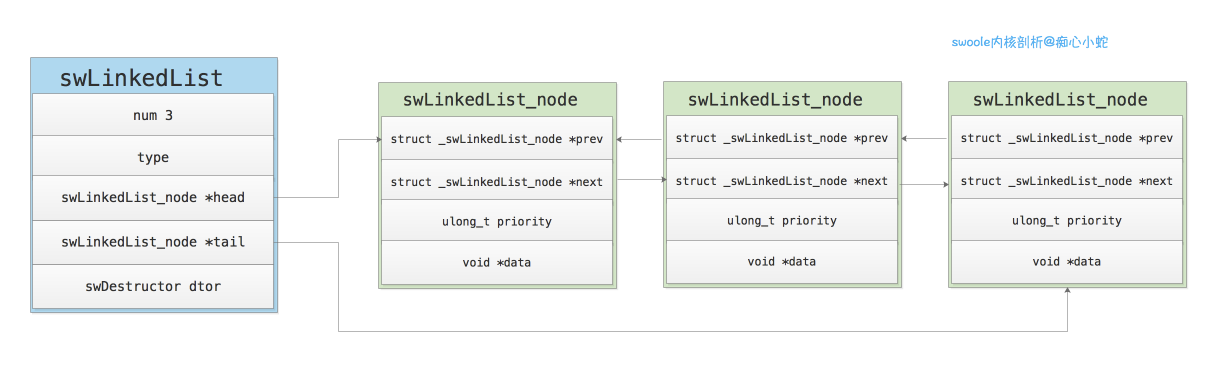 swoole内核剖析@痴心小蛇
swLinkedList
num 3
type
swLinkedList_node *head
swLinkedList_node *tail
swDestructor dtor
swLinkedList_node
struct _swLinkedList_node *prev
struct _swLinkedList_node *next
ulong_t priority
void *data
swLinkedList_node
struct _swLinkedList_node *prev
struct _swLinkedList_node *next
ulong_t priority
void *data
swLinkedList_node
struct _swLinkedList_node *prev
struct _swLinkedList_node *next
ulong_t priority
void *data